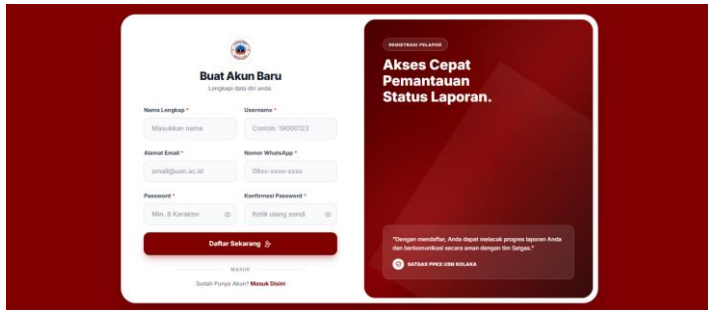 Buat Akun Baru
Lengkapi data diri anda
Nama Lengkap *
Username *
Masukkan nama
Contoh: 19000123
Alamat Email *
Nomor WhatsApp *
email@usn.ac.id
08xx-xxxx-xxxx
Password *
Konfirmasi Password *
Min. 8 Karakter
Ketik ulang sandi
Daftar Sekarang
MASUK
Sudah Punya Akun? Masuk Disini
REGISTRASI PELAPOR
Akses Cepat
Pemantauan
Status Laporan.
"Dengan mendaftar, Anda dapat melacak progres laporan Anda
dan berkomunikasi secara aman dengan tim Satgas."
SATGAS PPKS USN KOLAKA